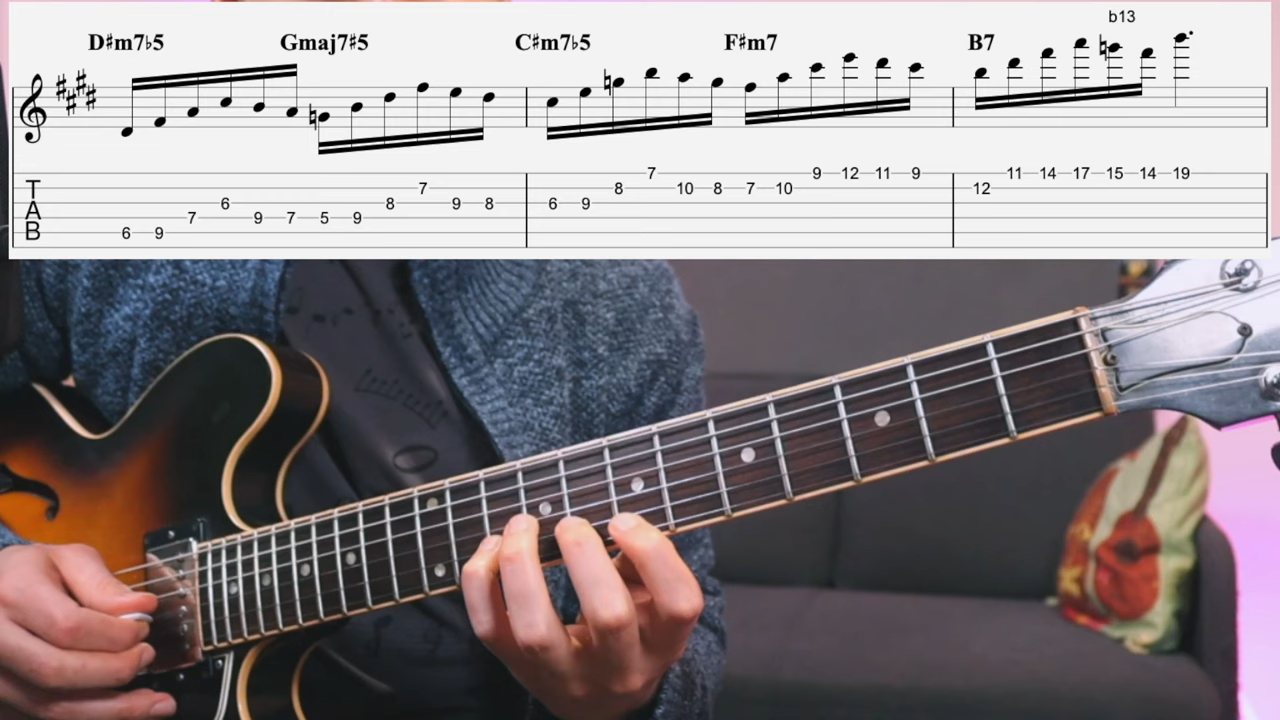 b13
D#m7♭5 Gmaj7#5 C#m7♭5 F#m7 B7
7 9 12 11 9 11 14 17 15 14 19
T 7 8 10 8 7 10 12
6 8 9 8 6 9
A 7 9 7 5 9
B 6 9